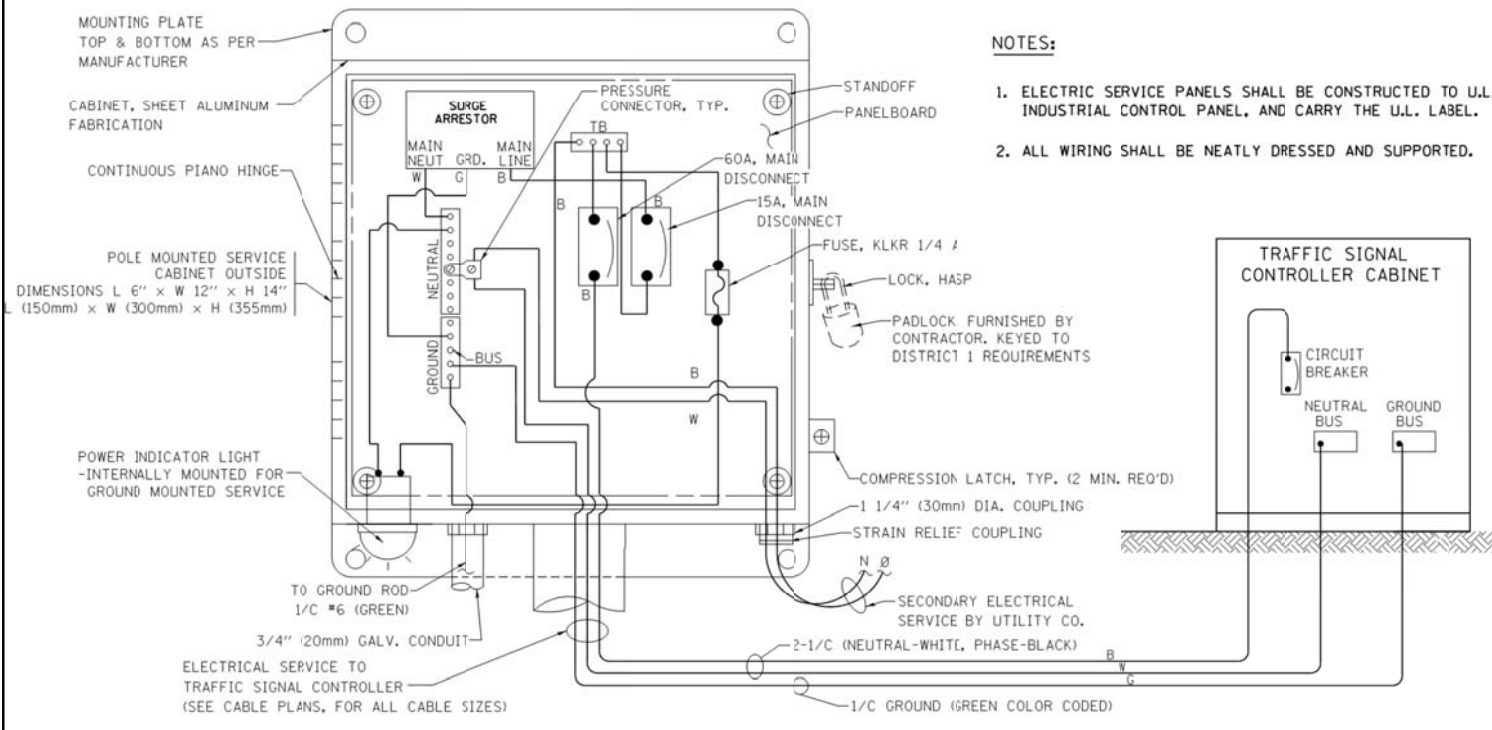 MOUNTING PLATE
TOP & BOTTOM AS PER
MANUFACTURER
CABINET, SHEET ALUMINUM
FABRICATION
CONTINUOUS PIANO HINGE
POLE MOUNTED SERVICE
CABINET OUTSIDE
DIMENSIONS L 6" × W 12" × H 14"
L (150mm) × W (300mm) × H (355mm)
POWER INDICATOR LIGHT
-INTERNALLY MOUNTED FOR
GROUND MOUNTED SERVICE
SURGE
ARRESTOR
MAIN
NEUT
GRD.
MAIN
LINE
W
G
B
PRESSURE
CONNECTOR, TYP.
TB
NEUTRAL
GROUND
BUS
B
B
B
B
W
STANDOFF
PANELBOARD
60A, MAIN
DISCONNECT
15A, MAIN
DISCONNECT
FUSE, KLKR 1/4 A
LOCK, HASP
PADLOCK FURNISHED BY
CONTRACTOR. KEYED TO
DISTRICT 1 REQUIREMENTS
COMPRESSION LATCH, TYP. (2 MIN. REQ'D)
1 1/4" (30mm) DIA. COUPLING
STRAIN RELIEF COUPLING
N Ø
SECONDARY ELECTRICAL
SERVICE BY UTILITY CO.
TO GROUND ROD
1/C #6 (GREEN)
3/4" (20mm) GALV. CONDUIT
ELECTRICAL SERVICE TO
TRAFFIC SIGNAL CONTROLLER
(SEE CABLE PLANS, FOR ALL CABLE SIZES)
2-1/C (NEUTRAL-WHITE, PHASE-BLACK)
B
W
G
1/C GROUND (GREEN COLOR CODED)
NOTES:
1. ELECTRIC SERVICE PANELS SHALL BE CONSTRUCTED TO U.L.
INDUSTRIAL CONTROL PANEL, AND CARRY THE U.L. LABEL.
2. ALL WIRING SHALL BE NEATLY DRESSED AND SUPPORTED.
TRAFFIC SIGNAL
CONTROLLER CABINET
CIRCUIT
BREAKER
NEUTRAL
BUS
GROUND
BUS